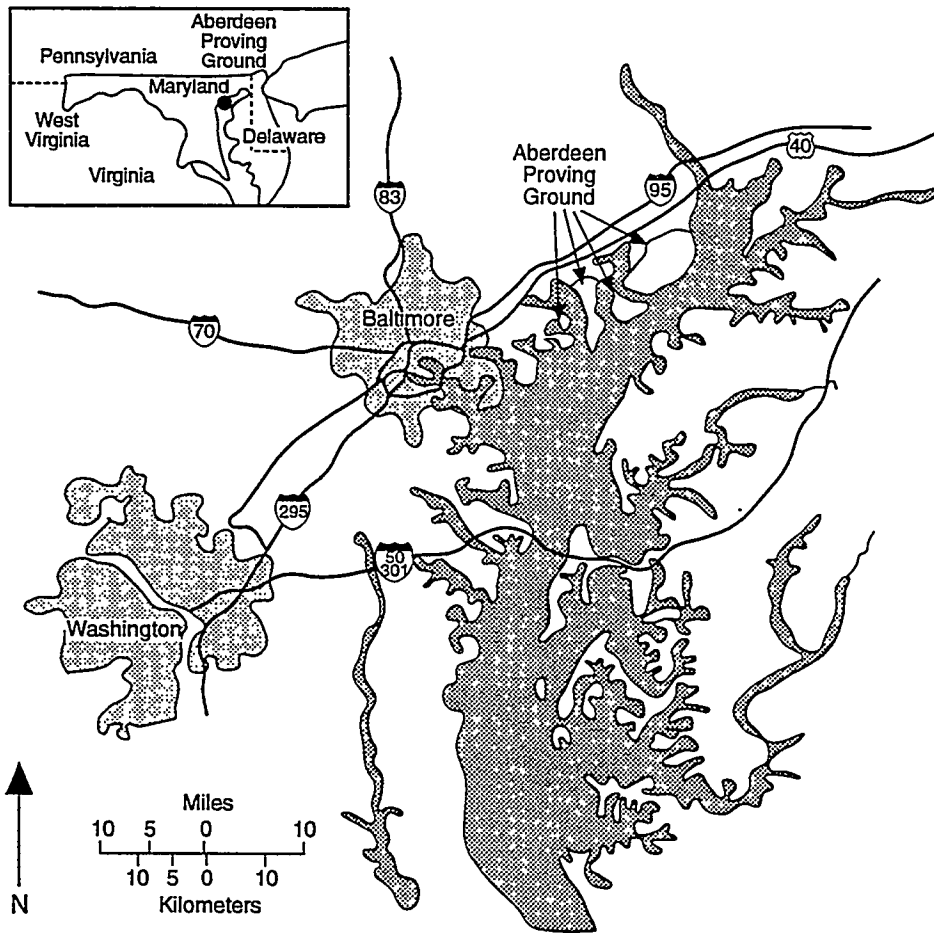 Aberdeen
Proving
Ground
Pennsylvania
Maryland
West
Virginia
Delaware
Virginia
83
Aberdeen
Proving
Ground
95
40
70
Baltimore
295
50
301
Washington
Miles
10 5 0 10
10 5 0 10
Kilometers
N